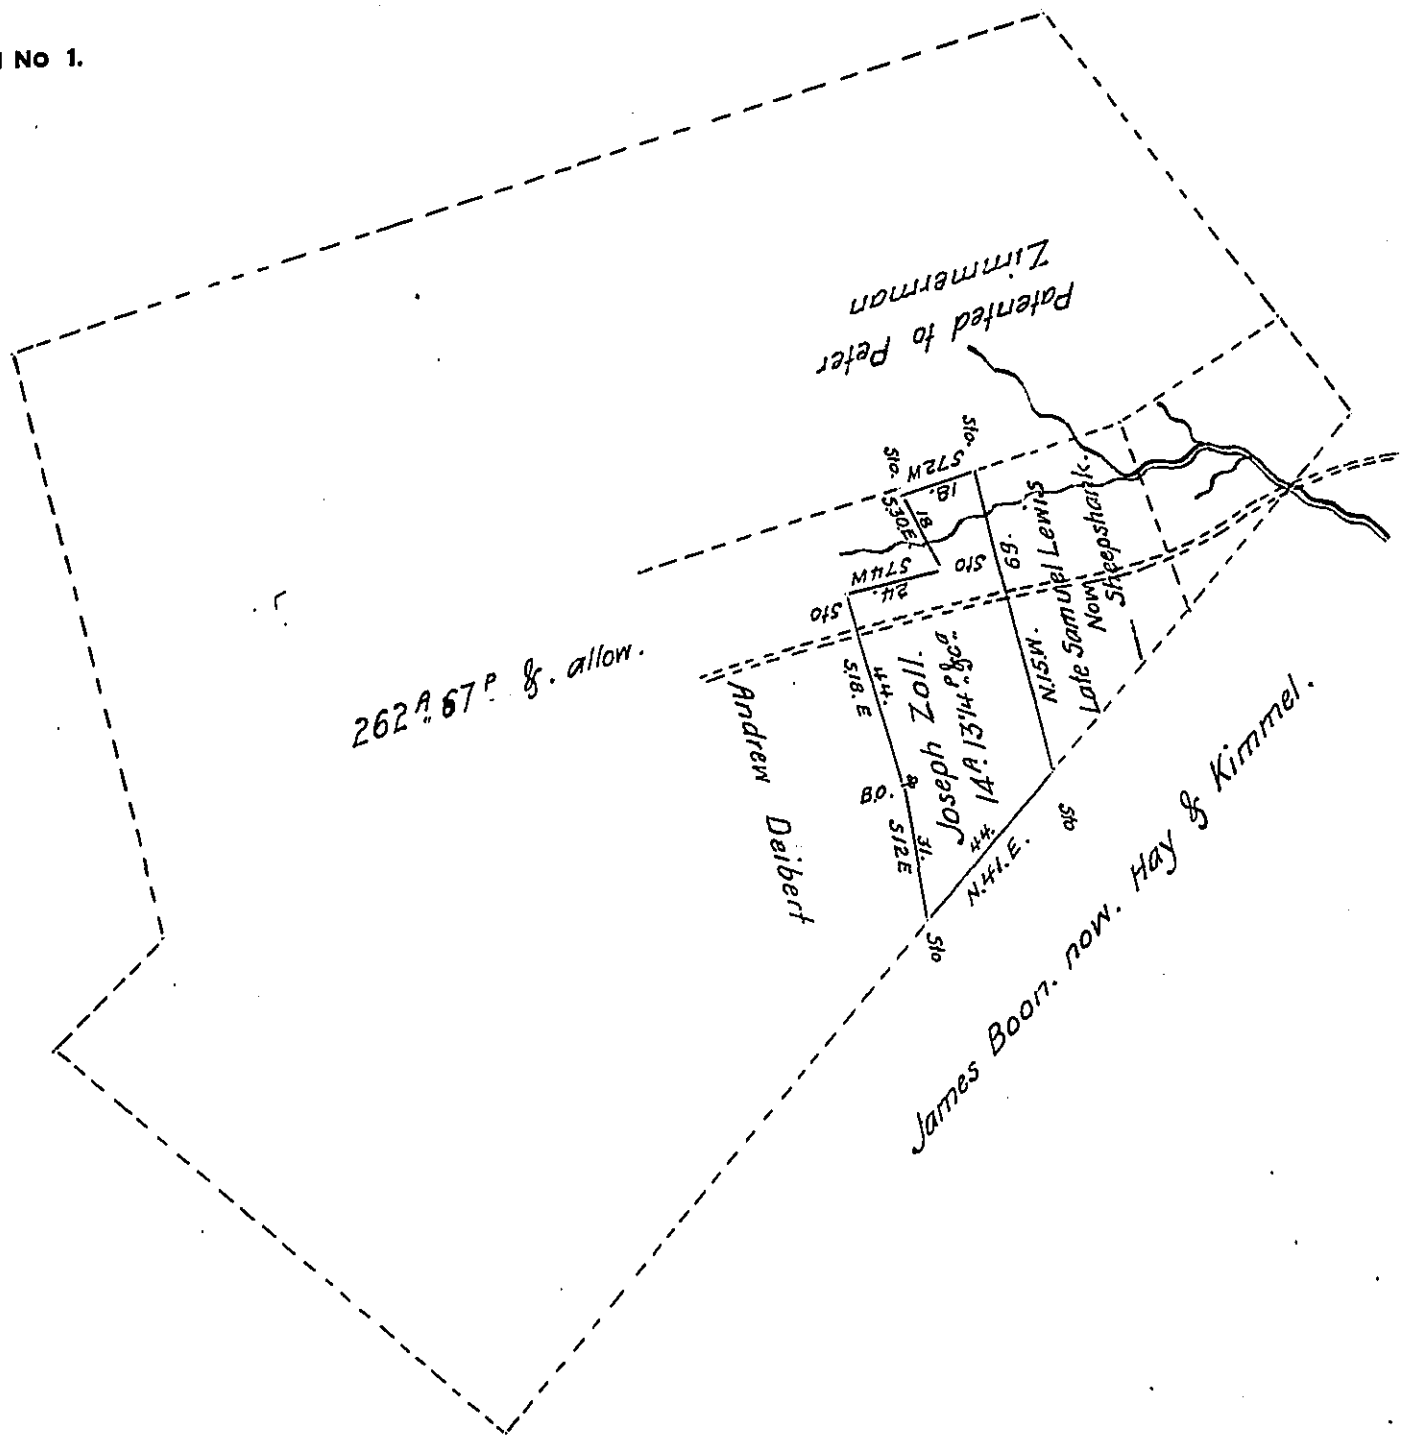 No 1.
Patented to Peter
Zimmerman
262 A.. 67 P. & allow.
Sto.
Sto.
S72W
18.
S30E.
18
Sto
S74W
24.
Sto
69.
N.15.W.
Late Samuel Lewis
Now
Sheepshank.
S18.E
44.
B.O.
S12E
31.
Joseph Zoll.
14 A. 13 1/4 P. &c a
Andrew Deibert
44.
N.41.E.
Sto
Sto
James Boon. now. Hay & Kimmel.